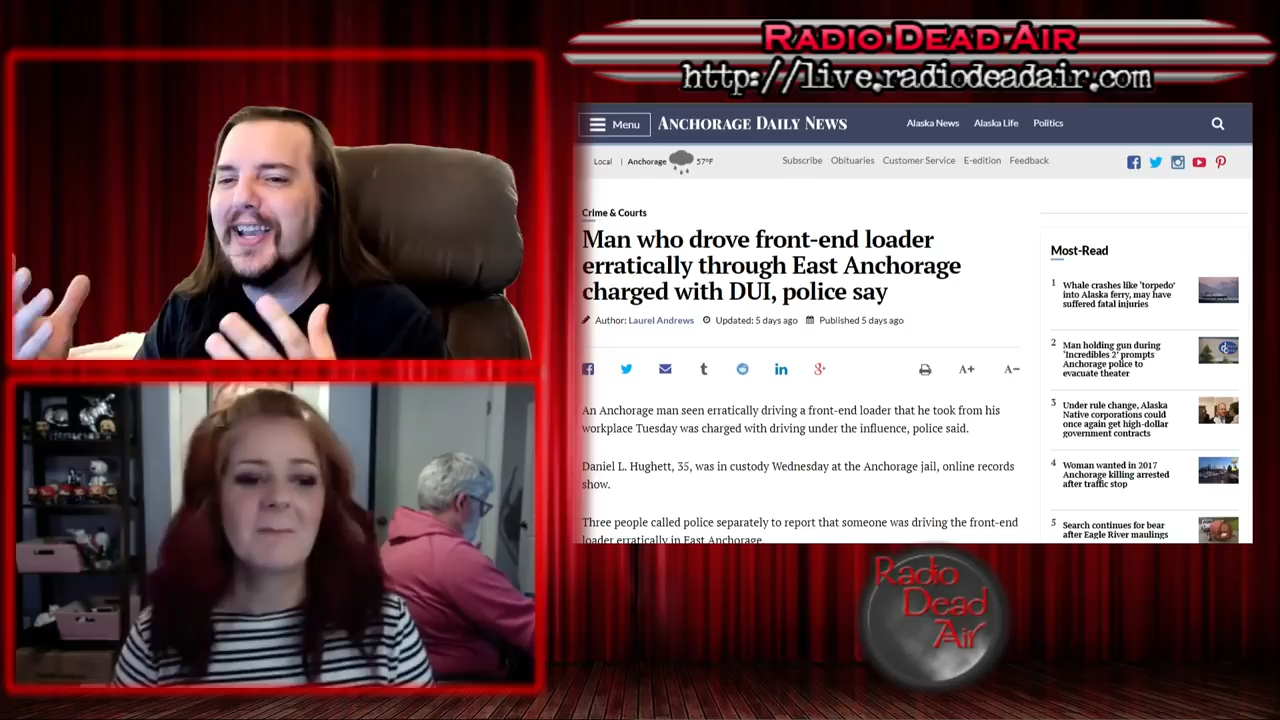 Radio Dead Air
http://live.radiodeadair.com
Menu
Anchorage Daily News
Alaska News
Alaska Life
Politics
Local | Anchorage
57°F
Subscribe
Obituaries
Customer Service
E-edition
Feedback
Crime & Courts
Man who drove front-end loader
erratically through East Anchorage
charged with DUI, police say
Author: Laurel Andrews
Updated: 5 days ago
Published 5 days ago
A+
A−
An Anchorage man seen erratically driving a front-end loader that he took from his
workplace Tuesday was charged with driving under the influence, police said.
Daniel L. Hughett, 35, was in custody Wednesday at the Anchorage jail, online records
show.
Three people called police separately to report that someone was driving the front-end
loader erratically in East Anchorage.
Most-Read
1 Whale crashes like 'torpedo'
into Alaska ferry, may have
suffered fatal injuries
2 Man holding gun during
'Incredibles 2' prompts
Anchorage police to
evacuate theater
3 Under rule change, Alaska
Native corporations could
once again get high-dollar
government contracts
4 Woman wanted in 2017
Anchorage killing arrested
after traffic stop
5 Search continues for bear
after Eagle River maulings
Radio
Dead
Air